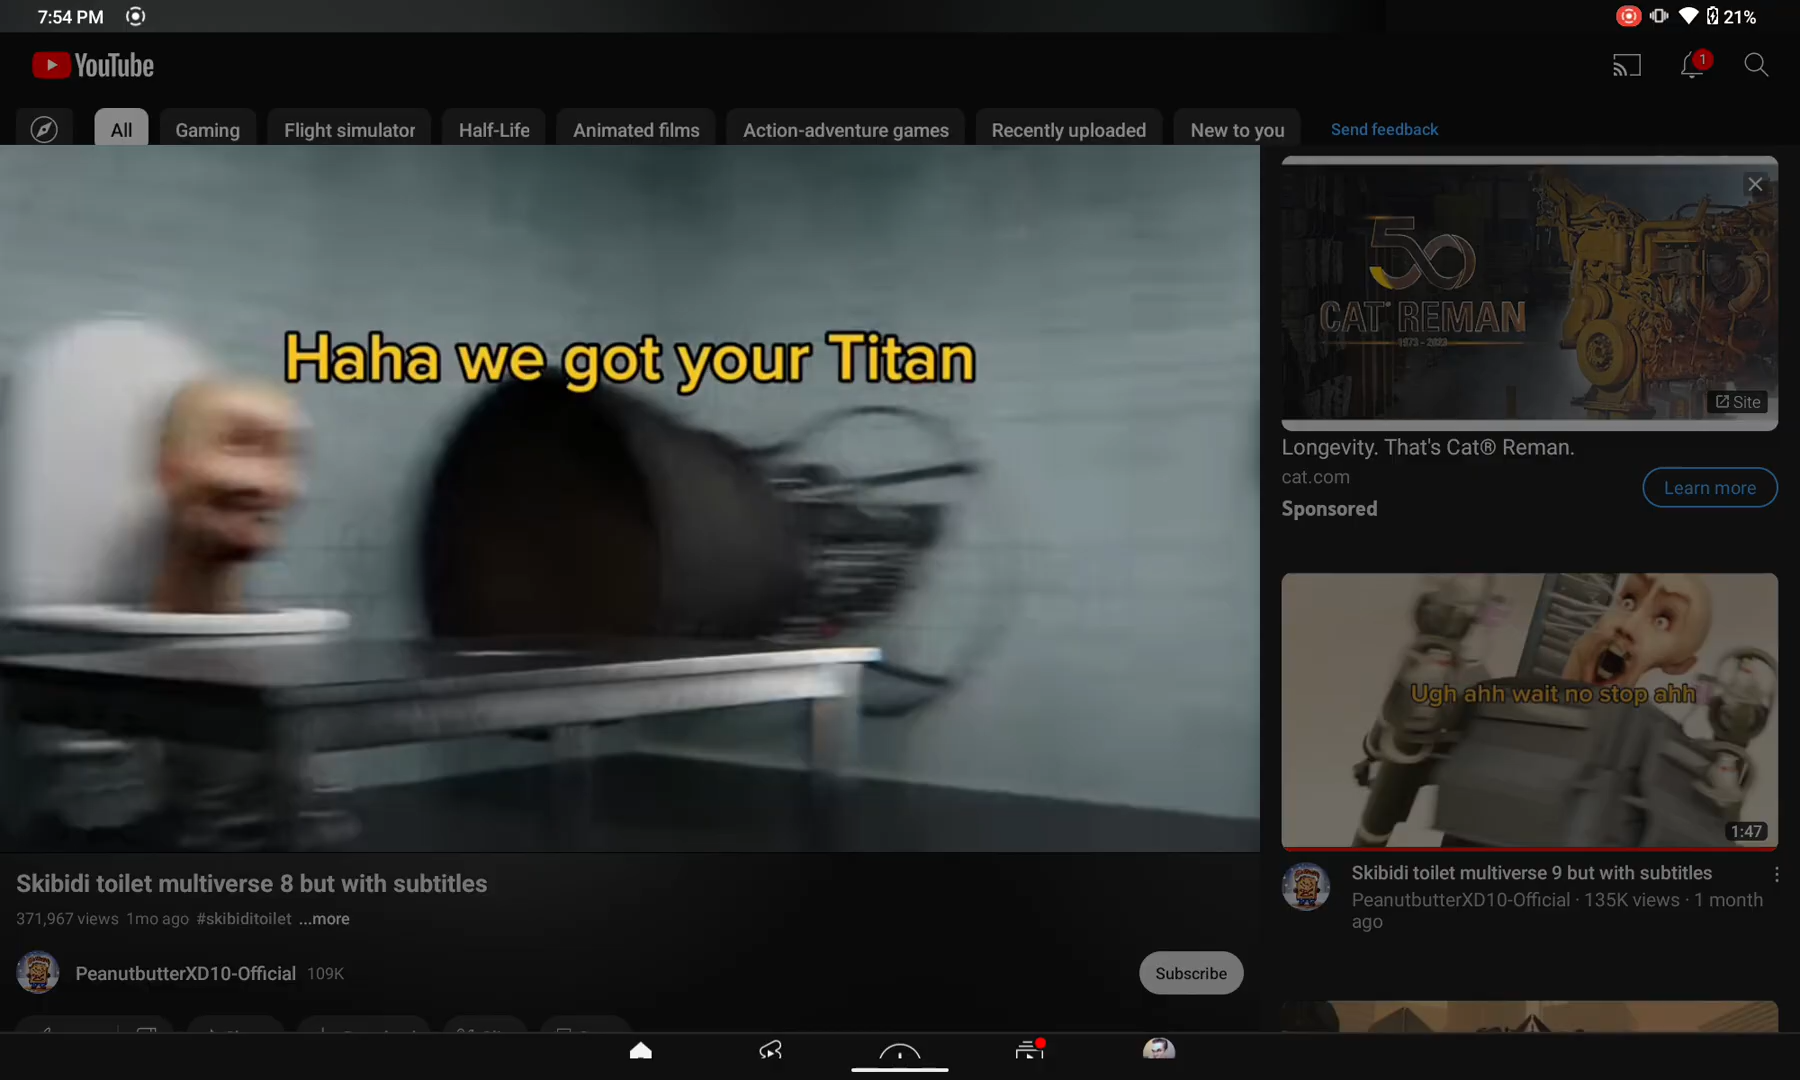 7:54 PM
21%
YouTube
1
All
Gaming
Flight simulator
Half-Life
Animated films
Action-adventure games
Recently uploaded
New to you
Send feedback
Haha we got your Titan
50
CAT REMAN
1973 - 2023
Site
Longevity. That's Cat® Reman.
cat.com
Learn more
Sponsored
Ugh ahh wait no stop ahh
1:47
Skibidi toilet multiverse 9 but with subtitles
PeanutbutterXD10-Official · 135K views · 1 month
ago
Skibidi toilet multiverse 8 but with subtitles
371,967 views 1mo ago #skibiditoilet ...more
PeanutbutterXD10-Official 109K
Subscribe